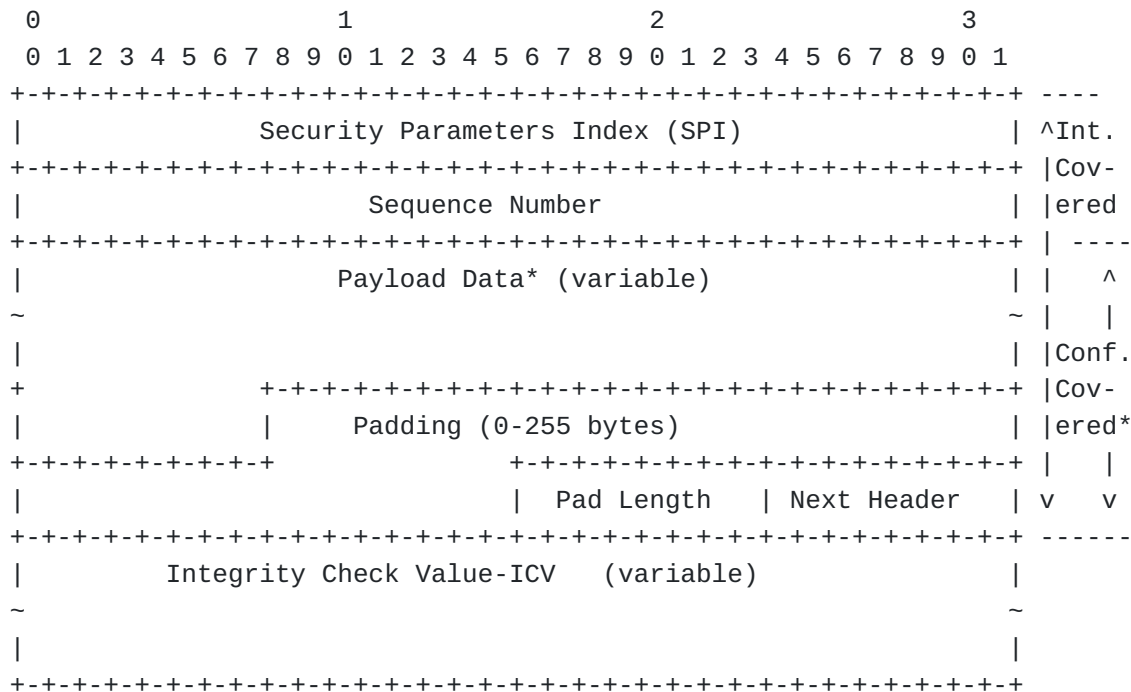 0                   1                   2                   3
 0 1 2 3 4 5 6 7 8 9 0 1 2 3 4 5 6 7 8 9 0 1 2 3 4 5 6 7 8 9 0 1
+-+-+-+-+-+-+-+-+-+-+-+-+-+-+-+-+-+-+-+-+-+-+-+-+-+-+-+-+-+-+-+-+ ----
|               Security Parameters Index (SPI)                 | ^Int.
+-+-+-+-+-+-+-+-+-+-+-+-+-+-+-+-+-+-+-+-+-+-+-+-+-+-+-+-+-+-+-+-+ |Cov-
|                      Sequence Number                          | |ered
+-+-+-+-+-+-+-+-+-+-+-+-+-+-+-+-+-+-+-+-+-+-+-+-+-+-+-+-+-+-+-+-+ | ----
|                    Payload Data* (variable)                   | |   ^
~                                                               ~ |   |
|                                                               | |Conf.
+               +-+-+-+-+-+-+-+-+-+-+-+-+-+-+-+-+-+-+-+-+-+-+-+-+ |Cov-
|               |     Padding (0-255 bytes)                     | |ered*
+-+-+-+-+-+-+-+-+               +-+-+-+-+-+-+-+-+-+-+-+-+-+-+-+-+ |   |
|                               |  Pad Length   | Next Header   | v   v
+-+-+-+-+-+-+-+-+-+-+-+-+-+-+-+-+-+-+-+-+-+-+-+-+-+-+-+-+-+-+-+-+ ------
|         Integrity Check Value-ICV   (variable)                |
~                                                               ~
|                                                               |
+-+-+-+-+-+-+-+-+-+-+-+-+-+-+-+-+-+-+-+-+-+-+-+-+-+-+-+-+-+-+-+-+